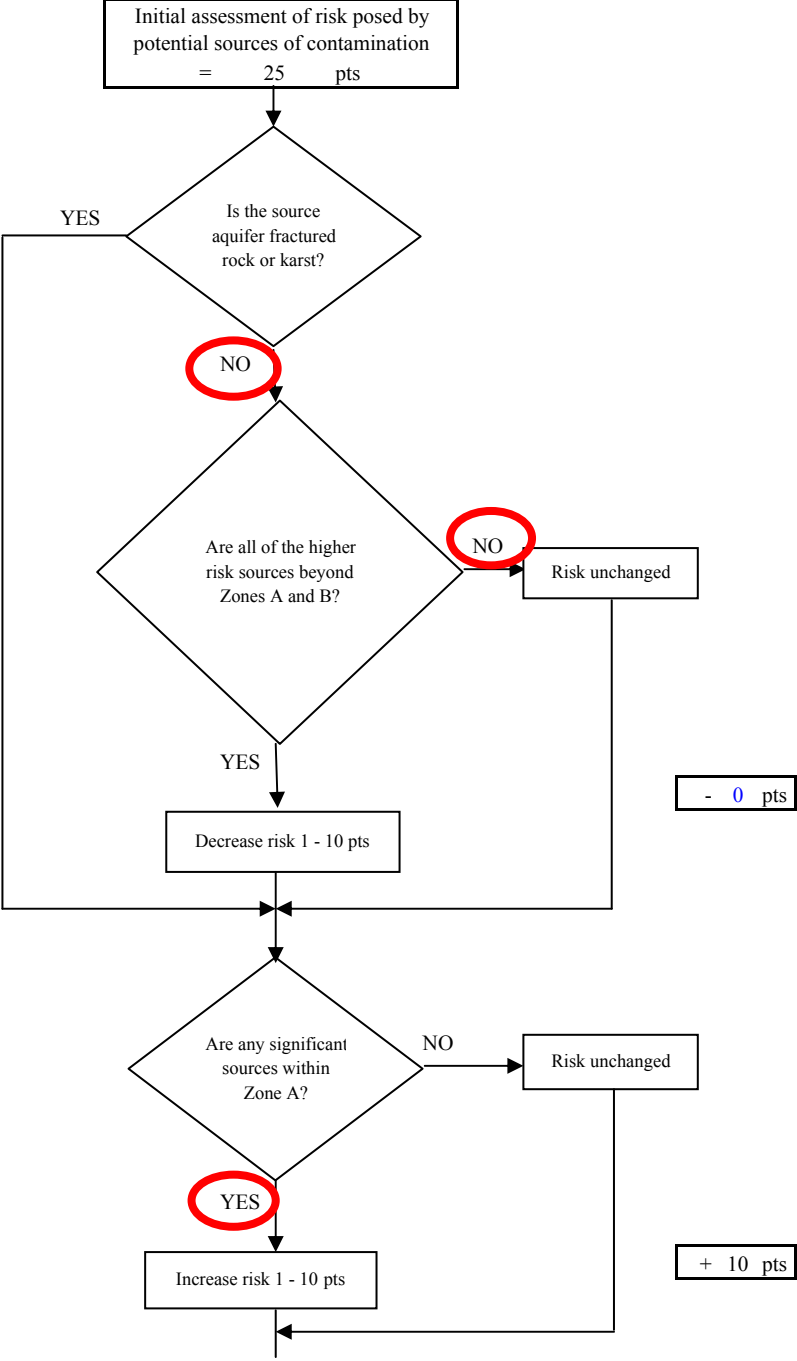 Initial assessment of risk posed by
potential sources of contamination
= 25 pts
YES
Is the source
aquifer fractured
rock or karst?
NO
Are all of the higher
risk sources beyond
Zones A and B?
NO
Risk unchanged
YES
- 0 pts
Decrease risk 1 - 10 pts
Are any significant
sources within
Zone A?
NO
Risk unchanged
YES
+ 10 pts
Increase risk 1 - 10 pts